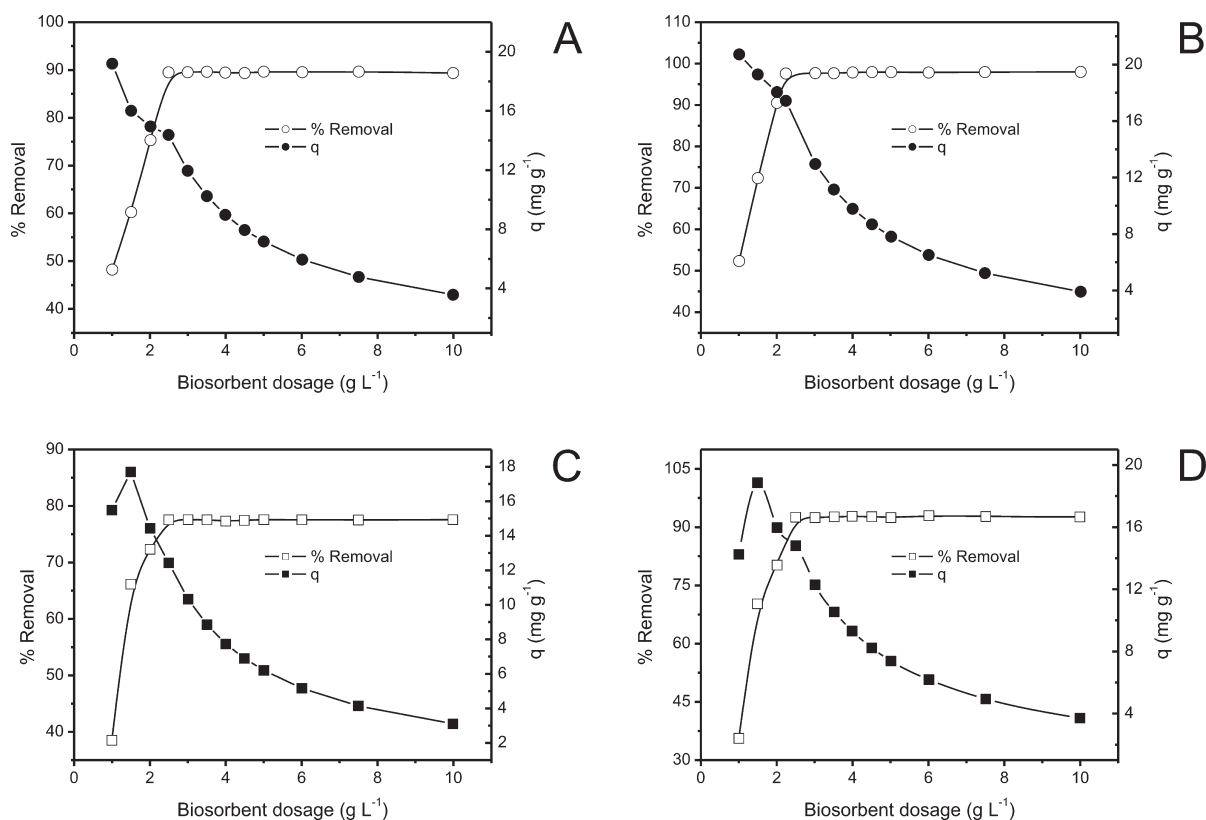 A
100
90
80
70
60
50
40
% Removal
20
16
12
8
4
q (mg g⁻¹)
% Removal
q
0 2 4 6 8 10
Biosorbent dosage (g L⁻¹)
B
110
100
90
80
70
60
50
40
% Removal
20
16
12
8
4
q (mg g⁻¹)
% Removal
q
0 2 4 6 8 10
Biosorbent dosage (g L⁻¹)
C
90
80
70
60
50
40
% Removal
18
16
14
12
10
8
6
4
2
q (mg g⁻¹)
% Removal
q
0 2 4 6 8 10
Biosorbent dosage (g L⁻¹)
D
105
90
75
60
45
30
% Removal
20
16
12
8
4
q (mg g⁻¹)
% Removal
q
0 2 4 6 8 10
Biosorbent dosage (g L⁻¹)